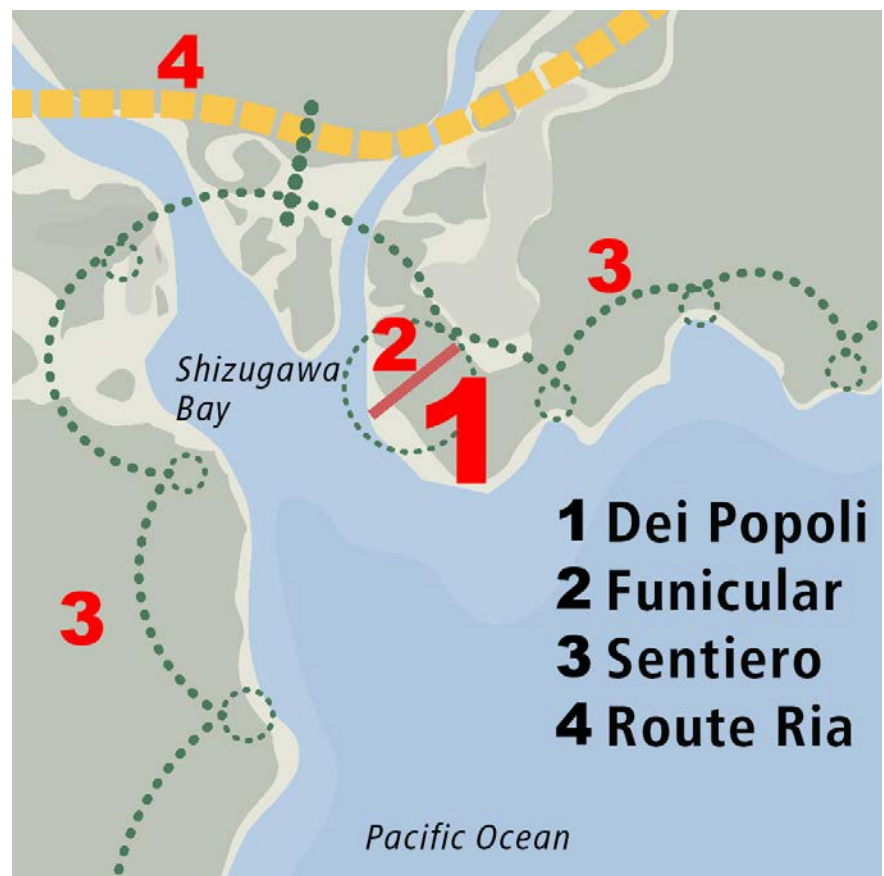 4
3
2
Shizugawa
Bay
1
3
1 Dei Popoli
2 Funicular
3 Sentiero
4 Route Ria
Pacific Ocean